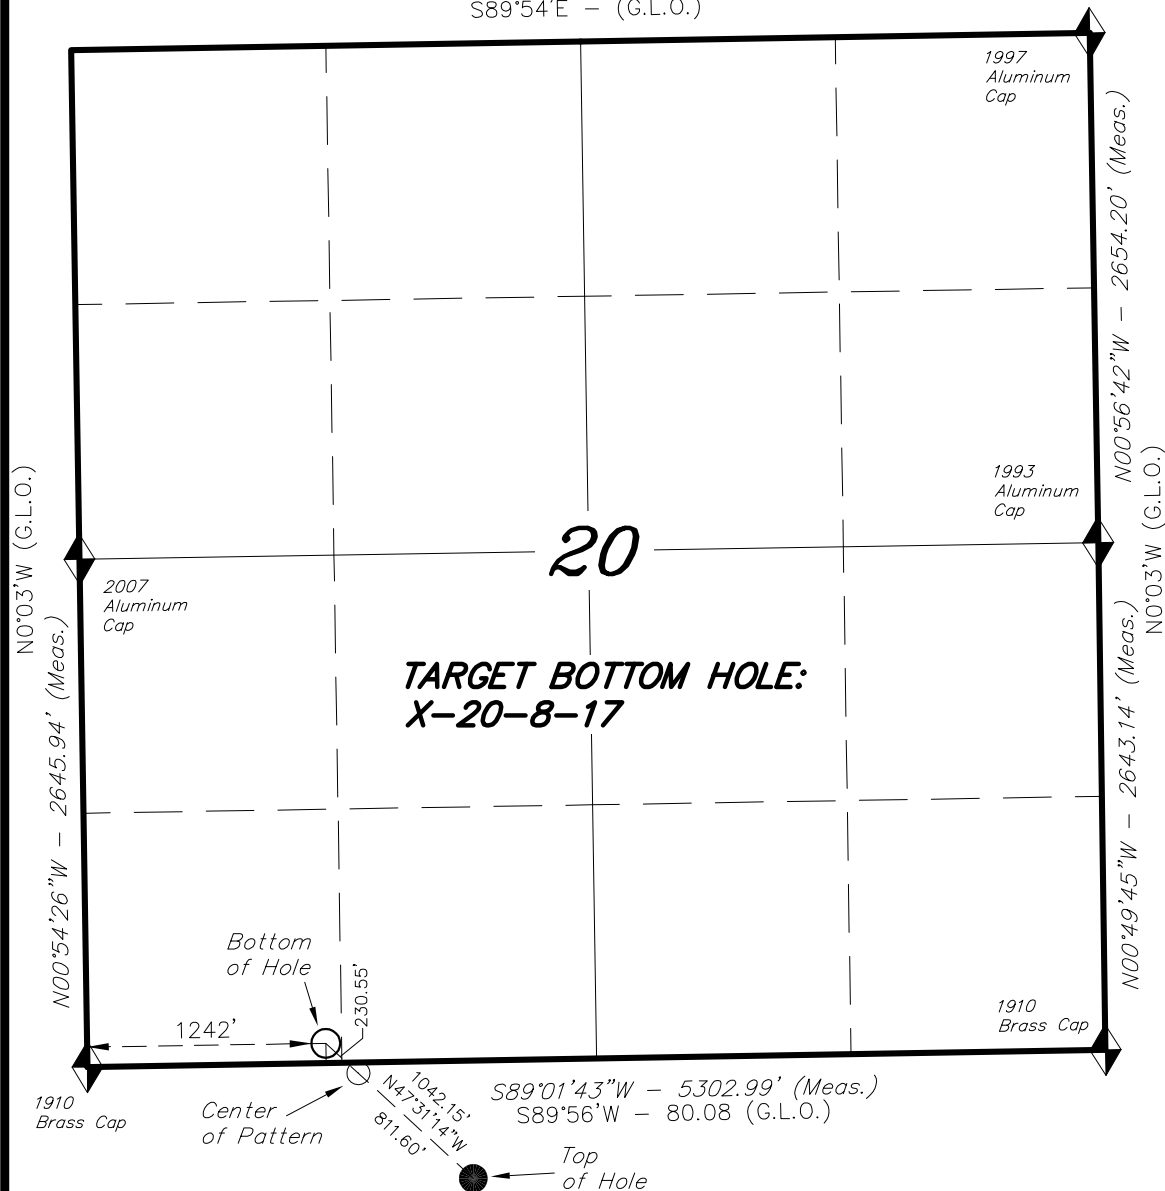 S89°54'E – (G.L.O.)
1997
Aluminum
Cap
N00°56'42"W – 2654.20' (Meas.)
N0°03'W (G.L.O.)
1993
Aluminum
Cap
N0°03'W (G.L.O.)
20
2007
Aluminum
Cap
TARGET BOTTOM HOLE:
X-20-8-17
N00°54'26"W – 2645.94' (Meas.)
N00°49'45"W – 2643.14' (Meas.)
Bottom
of Hole
230.55'
1242'
1910
Brass Cap
1910
Brass Cap
S89°01'43"W – 5302.99' (Meas.)
S89°56'W – 80.08 (G.L.O.)
Center
of Pattern
1042.15'
N47°31'14"W
811.60'
Top
of Hole